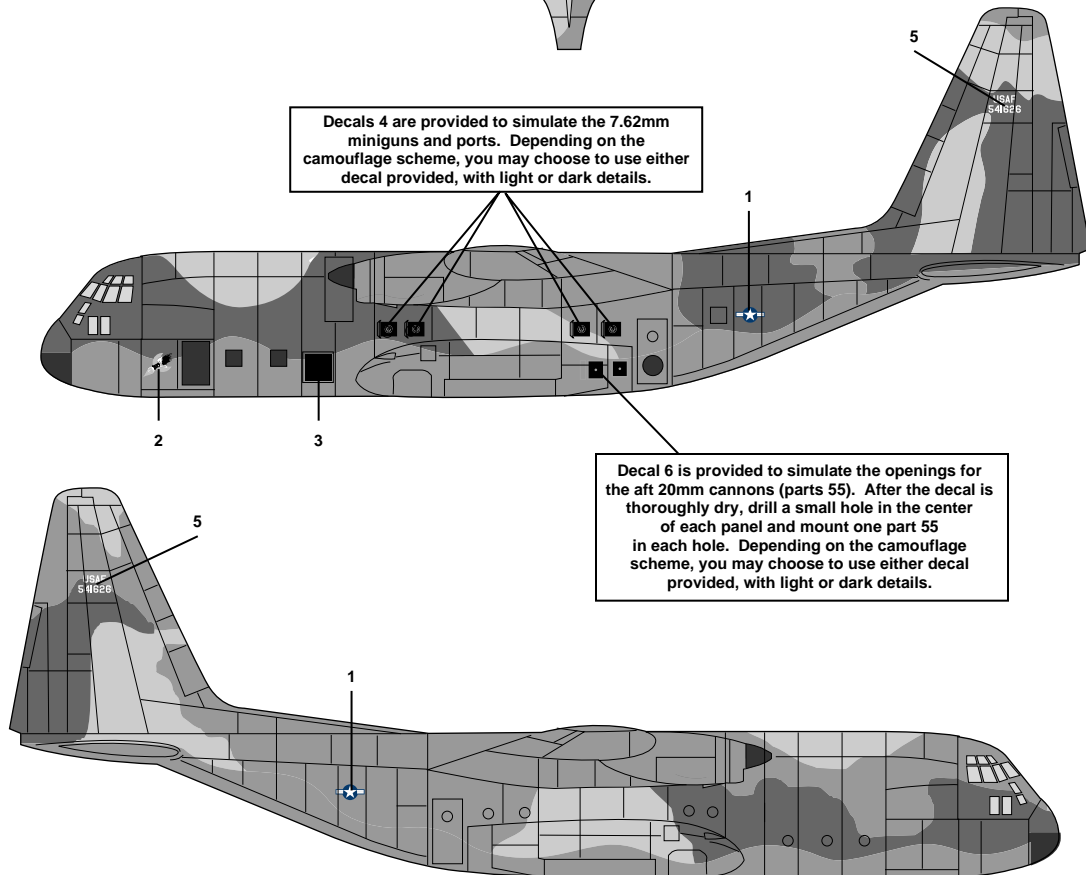 5
USAF
541626
Decals 4 are provided to simulate the 7.62mm
miniguns and ports. Depending on the
camouflage scheme, you may choose to use either
decal provided, with light or dark details.
1
2
3
Decal 6 is provided to simulate the openings for
the aft 20mm cannons (parts 55). After the decal is
thoroughly dry, drill a small hole in the center
of each panel and mount one part 55
in each hole. Depending on the camouflage
scheme, you may choose to use either decal
provided, with light or dark details.
5
USAF
541626
1